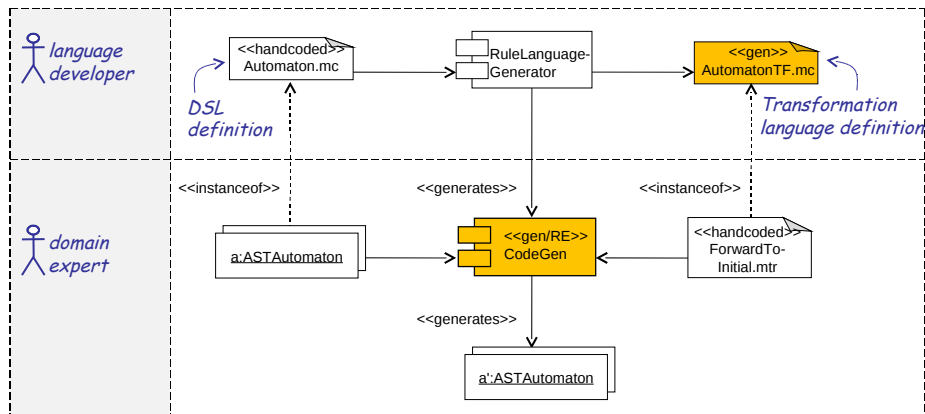 language
developer
<<handcoded>>
Automaton.mc
RuleLanguage-
Generator
<<gen>>
AutomatonTF.mc
DSL
definition
Transformation
language definition
<<instanceof>>
<<generates>>
<<instanceof>>
domain
expert
a:ASTAutomaton
<<gen/RE>>
CodeGen
<<handcoded>>
ForwardTo-
Initial.mtr
<<generates>>
a':ASTAutomaton